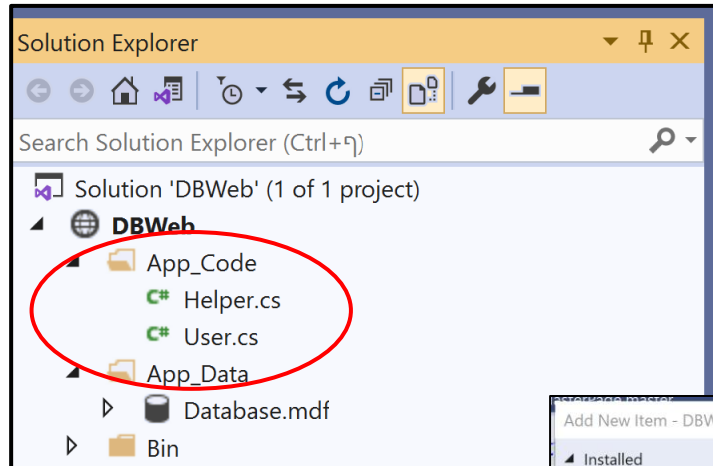 Solution Explorer
Search Solution Explorer (Ctrl+ף)
Solution 'DBWeb' (1 of 1 project)
DBWeb
App_Code
C# Helper.cs
C# User.cs
App_Data
Database.mdf
Bin
Add New Item - DBW
Installed